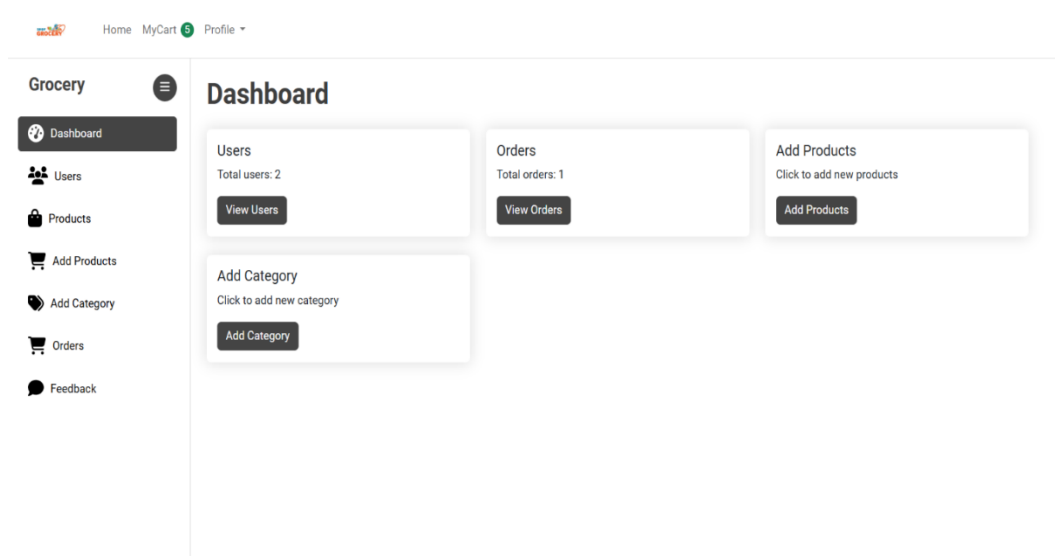 GROCERY
Home MyCart 5 Profile
Grocery
Dashboard
Users
Products
Add Products
Add Category
Orders
Feedback
Dashboard
Users
Total users: 2
View Users
Orders
Total orders: 1
View Orders
Add Products
Click to add new products
Add Products
Add Category
Click to add new category
Add Category